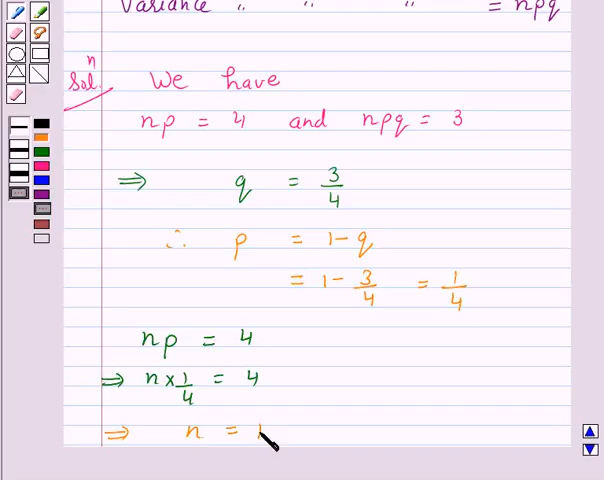 Variance " " " = npq
Solⁿ. We have
np = 4 and npq = 3
⇒ q = 3/4
∴ p = 1 - q
= 1 - 3/4 = 1/4
np = 4
⇒ n × 1/4 = 4
⇒ n = 1